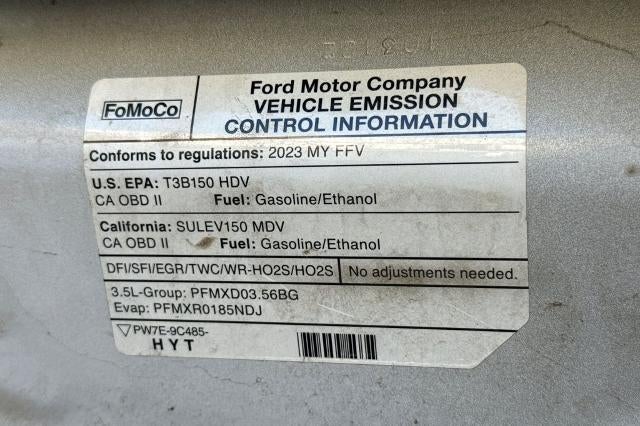 FoMoCo
Ford Motor Company
VEHICLE EMISSION
CONTROL INFORMATION
Conforms to regulations: 2023 MY FFV
U.S. EPA: T3B150 HDV
CA OBD II Fuel: Gasoline/Ethanol
California: SULEV150 MDV
CA OBD II Fuel: Gasoline/Ethanol
DFI/SFI/EGR/TWC/WR-HO2S/HO2S No adjustments needed.
3.5L-Group: PFMXD03.56BG
Evap: PFMXR0185NDJ
▽PW7E-9C485-
HYT